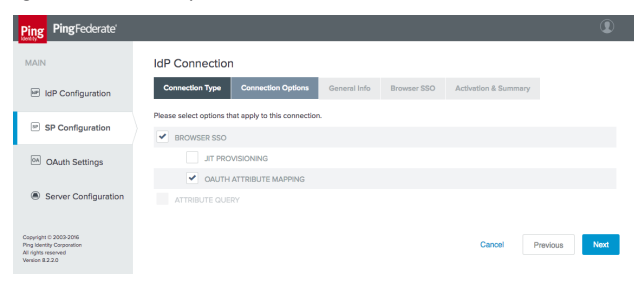 Ping
Identity
PingFederate®
MAIN
IdP Configuration
SP
SP Configuration
OA
OAuth Settings
Server Configuration
Copyright © 2003-2016
Ping Identity Corporation
All rights reserved
Version 8.2.2.0
IdP Connection
Connection Type Connection Options General Info Browser SSO Activation & Summary
Please select options that apply to this connection.
BROWSER SSO
JIT PROVISIONING
OAUTH ATTRIBUTE MAPPING
ATTRIBUTE QUERY
Cancel Previous Next